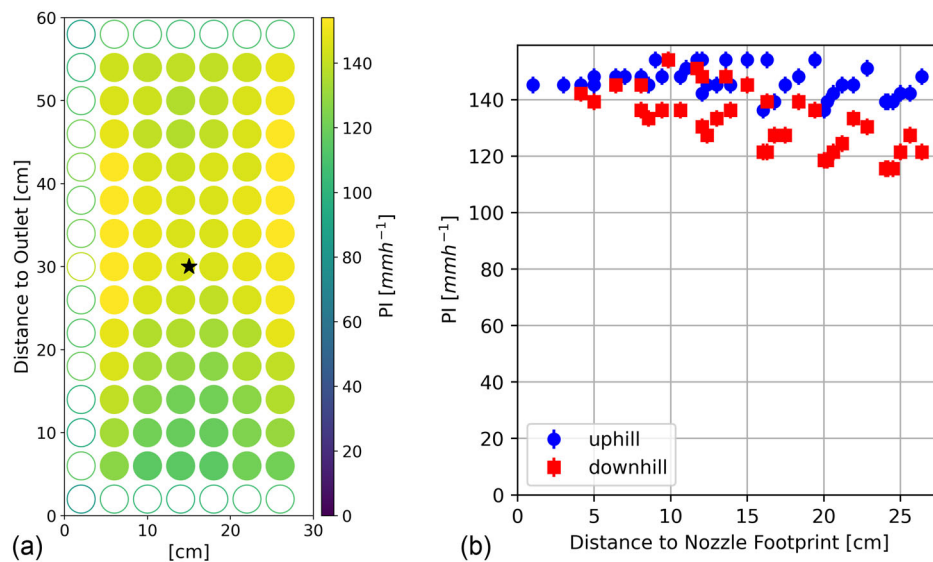 60
50
40
30
20
10
0
Distance to Outlet [cm]
0 10 20 30
[cm]
(a)
140
120
100
80
60
40
20
0
PI [mmh⁻¹]
140
120
100
80
60
40
20
0
PI [mmh⁻¹]
uphill
downhill
0 5 10 15 20 25
Distance to Nozzle Footprint [cm]
(b)